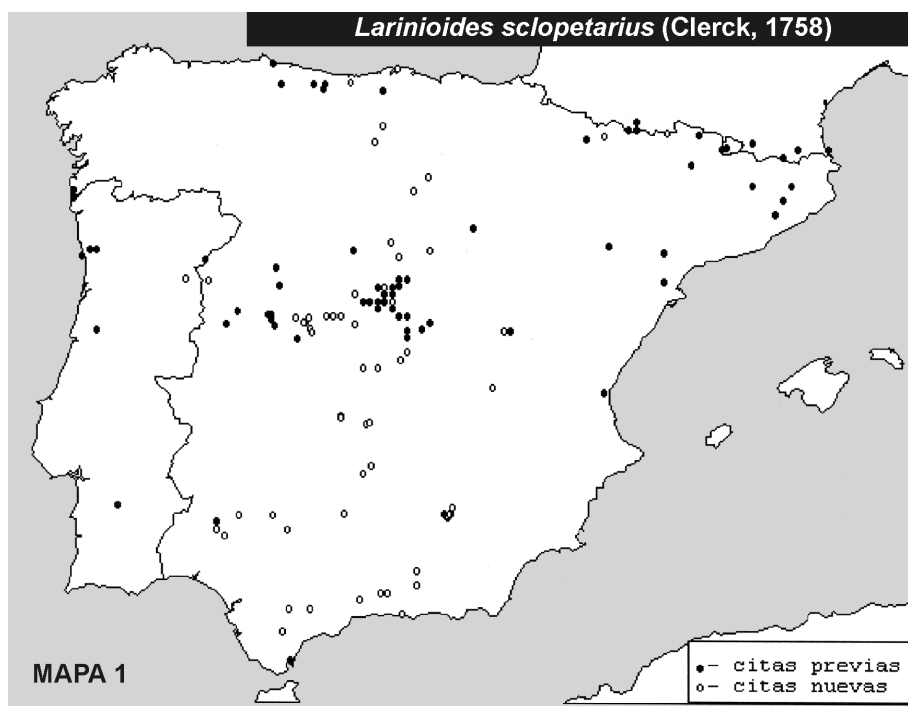 Larinioides sclopetarius (Clerck, 1758)
MAPA 1
●- citas previas
○- citas nuevas